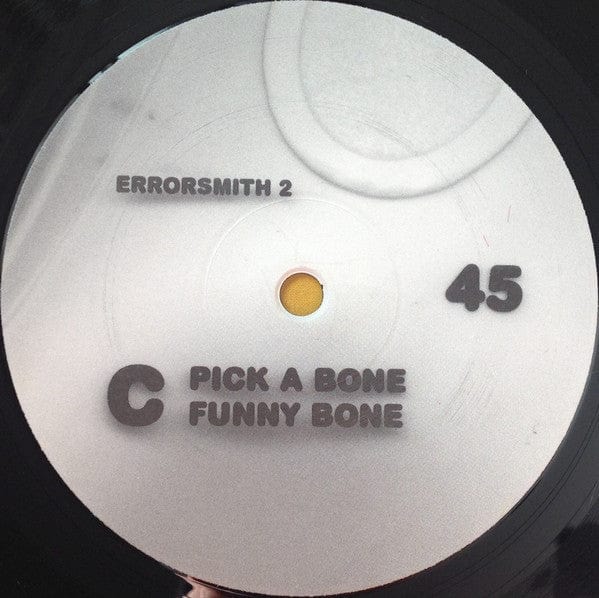 ERRORSMITH 2
45
C PICK A BONE
FUNNY BONE